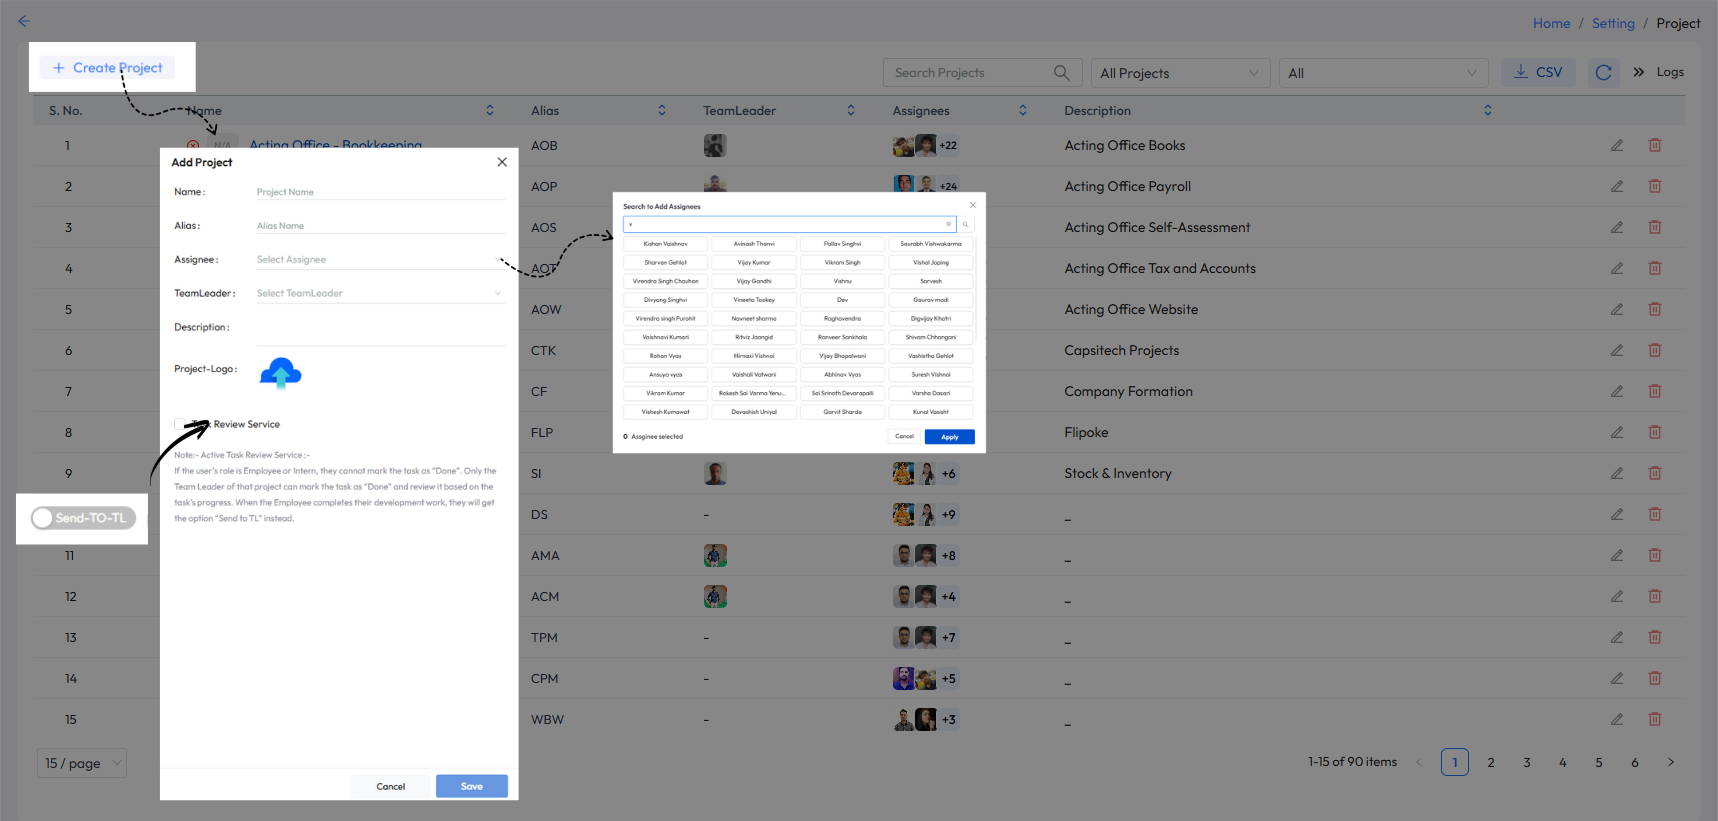 Home / Setting / Project
+ Create Project
Search Projects
All Projects
All
CSV
Logs
S. No. Name Alias TeamLeader Assignees Description
1 N/A Acting Office - Bookkeeping AOB +22 Acting Office Books
2 AOP +24 Acting Office Payroll
3 AOS Acting Office Self-Assessment
4 AOT Acting Office Tax and Accounts
5 AOW Acting Office Website
6 CTK Capsitech Projects
7 CF Company Formation
8 FLP Flipoke
9 SI +6 Stock & Inventory
DS - +9 _
11 AMA +8 _
12 ACM +4 _
13 TPM - +7 _
14 CPM - +5 _
15 WBW - +3 _
15 / page
1-15 of 90 items < 1 2 3 4 5 6 >
Add Project
Name : Project Name
Alias : Alias Name
Assignee : Select Assignee
TeamLeader : Select TeamLeader
Description :
Project-Logo :
Review Service
Note:- Active Task Review Service :-
If the user's role is Employee or Intern, they cannot mark the task as “Done”. Only the
Team Leader of that project can mark the task as “Done” and review it based on the
task's progress. When the Employee completes their development work, they will get
the option “Send to TL” instead.
Cancel Save
Send-TO-TL
Search to Add Assignees
v
Kishan Vaishnav Avinash Thanvi Pallav Singhvi Saurabh Vishwakarma
Sharvan Gehlot Vijay Kumar Vikram Singh Vishal Japing
Virendra Singh Chauhan Vijay Gandhi Vishnu Sarvesh
Divyang Singhvi Vineeta Tookey Dev Gaurav modi
Virendra singh Purohit Navneet sharma Raghavendra Digvijay Khatri
Vaishnavi Kumari Ritviz Jaangid Ranveer Sankhala Shivam Chhangani
Rohan Vyas Hirnaxi Vishnoi Vijay Bhopalwani Vashistha Gehlot
Ansuya vyas Vaishali Vatwani Abhinav Vyas Suresh Vishnoi
Vikram Kumar Rakesh Sai Varma Yenu... Sai Srinath Devarapalli Varsha Dasari
Vishesh Kumawat Devashish Uniyal Garvit Sharda Kunal Vasisht
0 Assginee selected
Cancel Apply